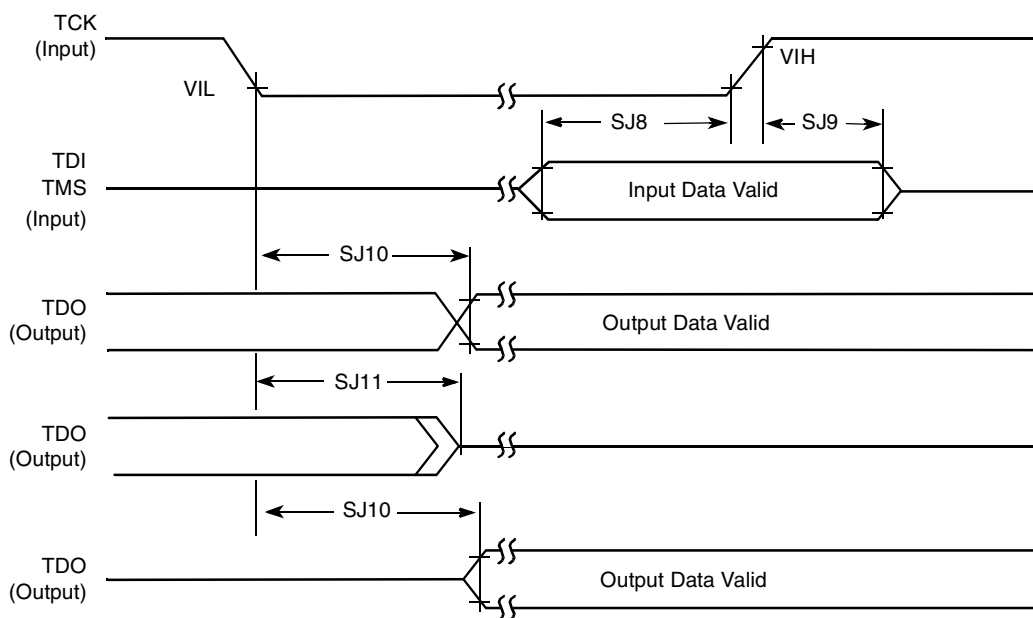 TCK
(Input)
VIH
VIL
SJ8
SJ9
TDI
TMS
(Input)
Input Data Valid
SJ10
TDO
(Output)
Output Data Valid
SJ11
TDO
(Output)
SJ10
TDO
(Output)
Output Data Valid